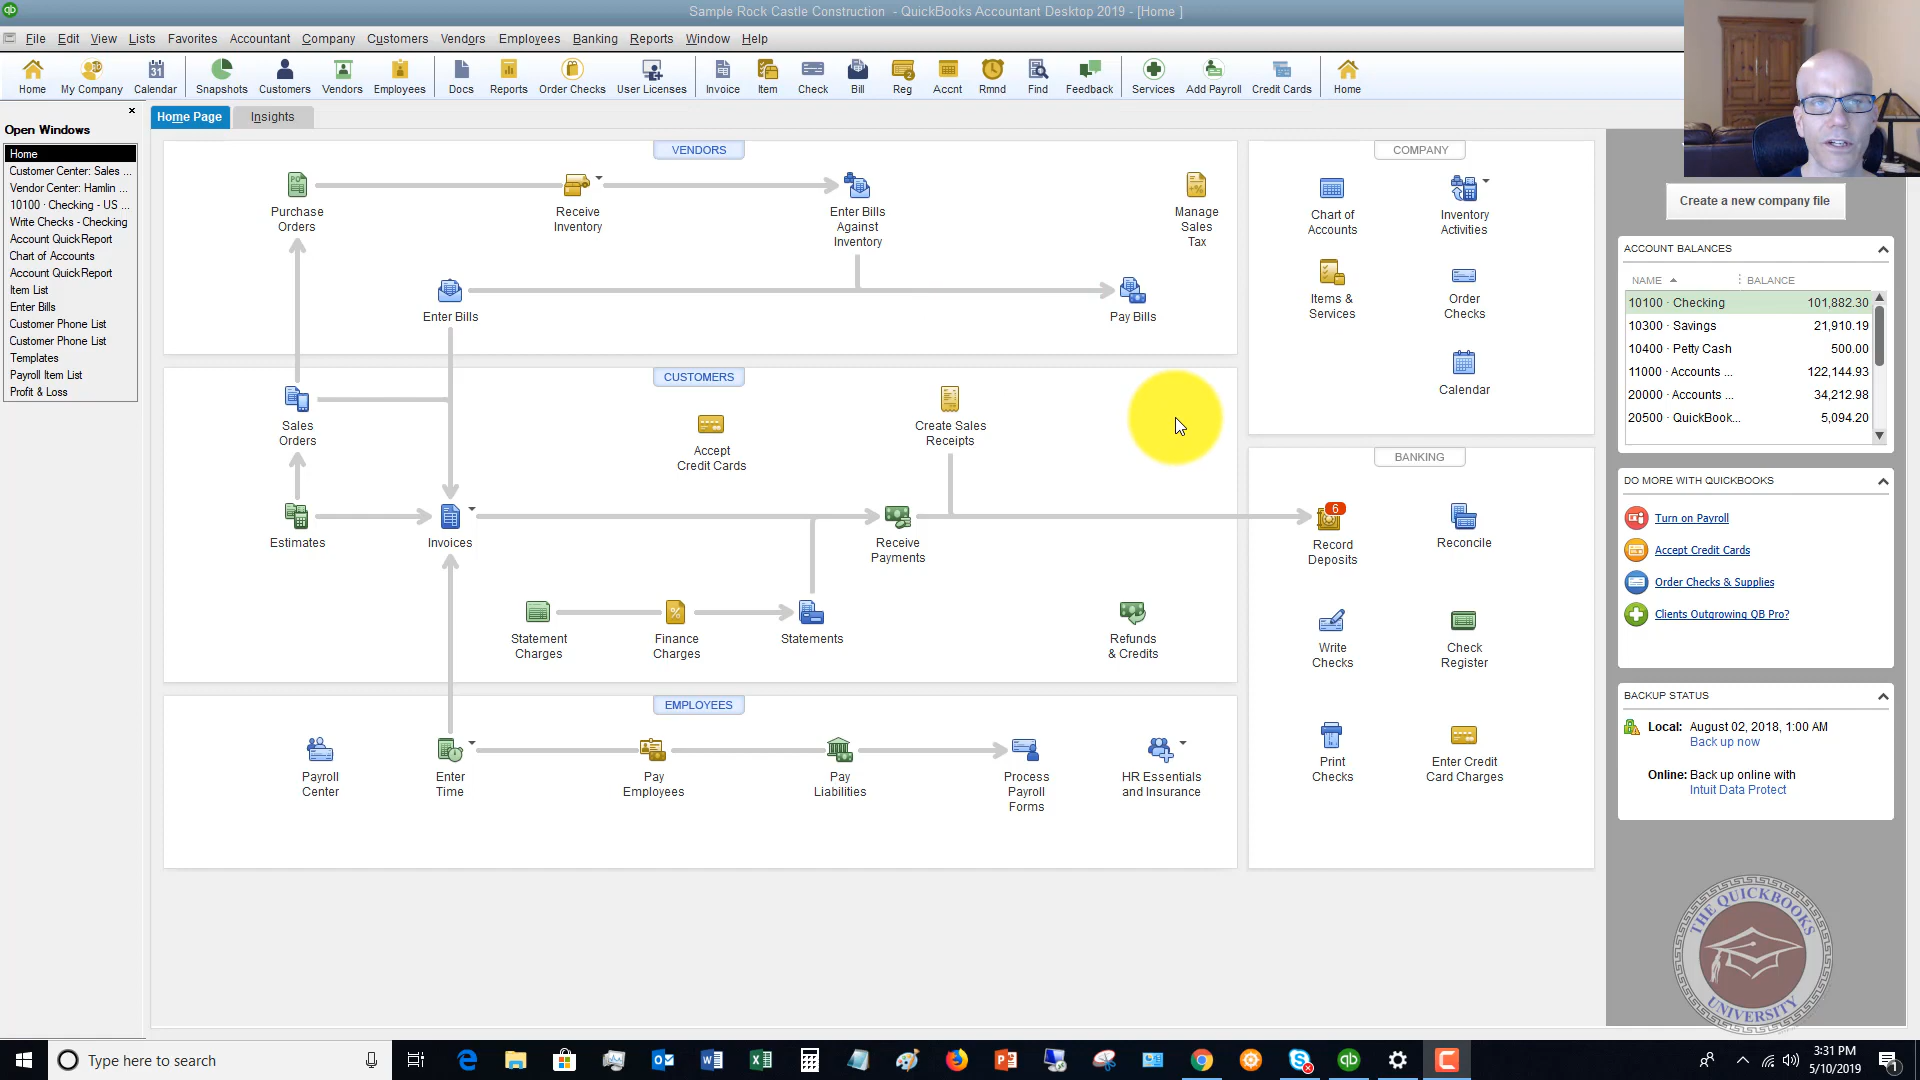 Sample Rock Castle Construction - QuickBooks Accountant Desktop 2019 - [Home ]
File Edit View Lists Favorites Accountant Company Customers Vendors Employees Banking Reports Window Help
Home My Company Calendar Snapshots Customers Vendors Employees Docs Reports Order Checks User Licenses Invoice Item Check Bill Reg Accnt Rmnd Find Feedback Services Add Payroll Credit Cards Home
Open Windows
Home
Customer Center: Sales ...
Vendor Center: Hamlin ...
10100 · Checking - US ...
Write Checks - Checking
Account QuickReport
Chart of Accounts
Account QuickReport
Item List
Enter Bills
Customer Phone List
Customer Phone List
Templates
Payroll Item List
Profit & Loss
Home Page Insights
VENDORS
Purchase
Orders
Receive
Inventory
Enter Bills
Against
Inventory
Manage
Sales
Tax
Enter Bills
Pay Bills
CUSTOMERS
Sales
Orders
Accept
Credit Cards
Create Sales
Receipts
Estimates
Invoices
Receive
Payments
Statement
Charges
Finance
Charges
Statements
Refunds
& Credits
EMPLOYEES
Payroll
Center
Enter
Time
Pay
Employees
Pay
Liabilities
Process
Payroll
Forms
HR Essentials
and Insurance
COMPANY
Chart of
Accounts
Inventory
Activities
Items &
Services
Order
Checks
Calendar
BANKING
6
Record
Deposits
Reconcile
Write
Checks
Check
Register
Print
Checks
Enter Credit
Card Charges
Create a new company file
ACCOUNT BALANCES
NAME BALANCE
10100 · Checking 101,882.30
10300 · Savings 21,910.19
10400 · Petty Cash 500.00
11000 · Accounts ... 122,144.93
20000 · Accounts ... 34,212.98
20500 · QuickBook... 5,094.20
DO MORE WITH QUICKBOOKS
Turn on Payroll
Accept Credit Cards
Order Checks & Supplies
Clients Outgrowing QB Pro?
BACKUP STATUS
Local: August 02, 2018, 1:00 AM
Back up now
Online: Back up online with
Intuit Data Protect
THE QUICKBOOKS
UNIVERSITY
Type here to search
3:31 PM
5/10/2019
1